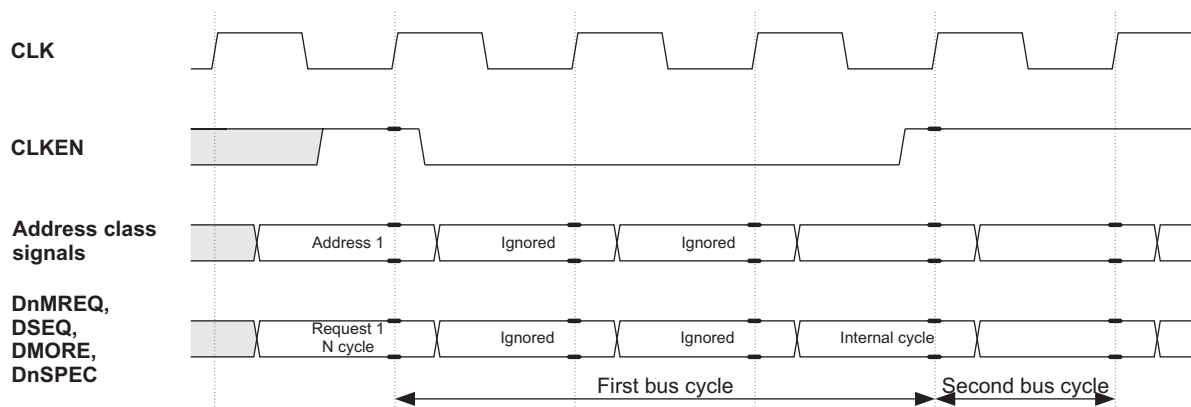 CLK
CLKEN
Address class
signals
Address 1
Ignored
Ignored
DnMREQ,
DSEQ,
DMORE,
DnSPEC
Request 1
N cycle
Ignored
Ignored
Internal cycle
First bus cycle
Second bus cycle